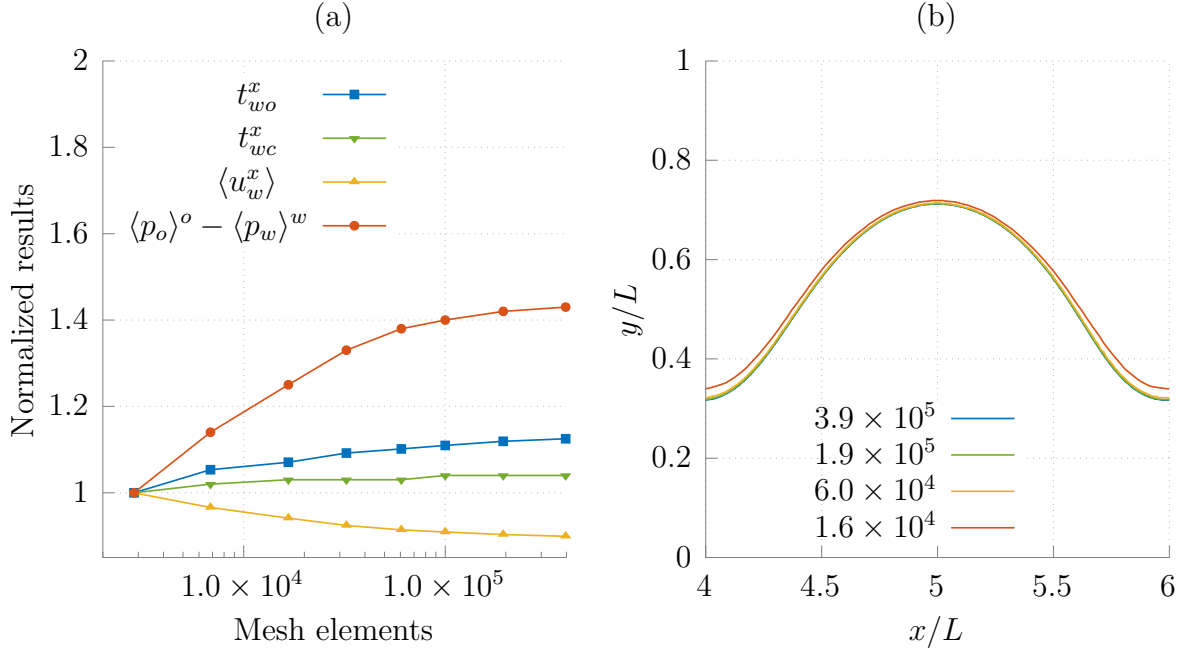 (a)
2
1.8
1.6
1.4
1.2
1
Normalized results
t_{wo}^x
t_{wc}^x
⟨u_w^x⟩
⟨p_o⟩^o − ⟨p_w⟩^w
1.0 × 10^4
1.0 × 10^5
Mesh elements
(b)
1
0.8
0.6
0.4
0.2
0
y/L
3.9 × 10^5
1.9 × 10^5
6.0 × 10^4
1.6 × 10^4
4
4.5
5
5.5
6
x/L